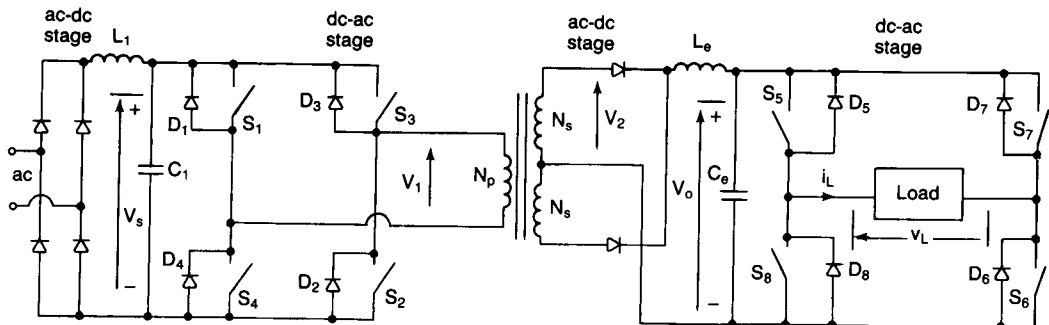 ac-dc
stage
L₁
dc-ac
stage
ac-dc
stage
Lₑ
dc-ac
stage
+
D₁
S₁
D₃
S₃
Nₛ
V₂
+
S₅
D₅
D₇
S₇
ac
Vₛ
C₁
V₁
Nₚ
Nₛ
Vₒ
Cₑ
i_L
Load
v_L
D₄
S₄
D₂
S₂
−
S₈
D₈
D₆
S₆
−